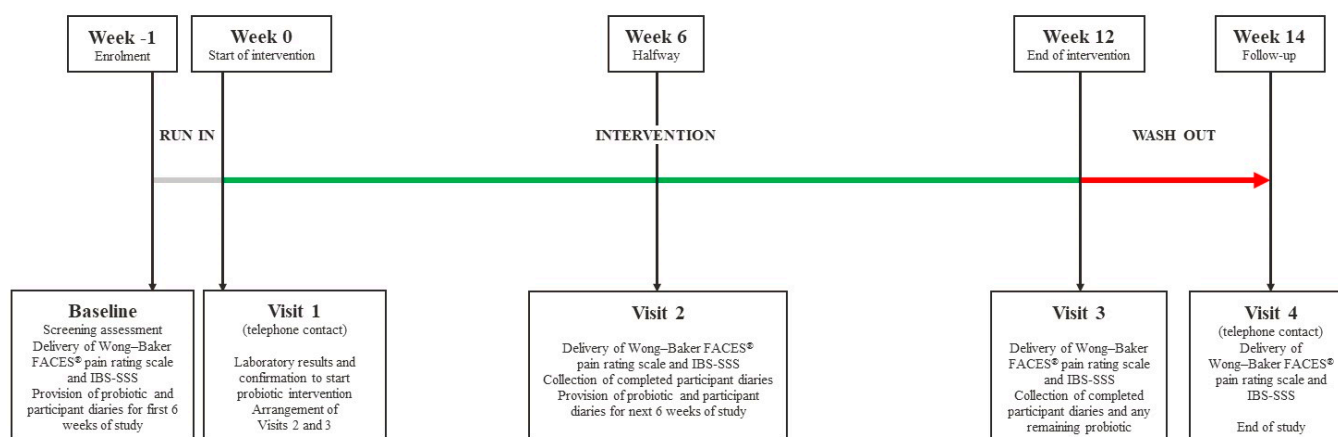 Week -1
Enrolment
Week 0
Start of intervention
Week 6
Halfway
Week 12
End of intervention
Week 14
Follow-up
RUN IN
INTERVENTION
WASH OUT
Baseline
Screening assessment
Delivery of Wong–Baker
FACES® pain rating scale
and IBS-SSS
Provision of probiotic and
participant diaries for first 6
weeks of study
Visit 1
(telephone contact)
Laboratory results and
confirmation to start
probiotic intervention
Arrangement of
Visits 2 and 3
Visit 2
Delivery of Wong–Baker FACES®
pain rating scale and IBS-SSS
Collection of completed participant diaries
Provision of probiotic and participant
diaries for next 6 weeks of study
Visit 3
Delivery of Wong–Baker
FACES® pain rating scale
and IBS-SSS
Collection of completed
participant diaries and any
remaining probiotic
Visit 4
(telephone contact)
Delivery of
Wong–Baker FACES®
pain rating scale and
IBS-SSS
End of study